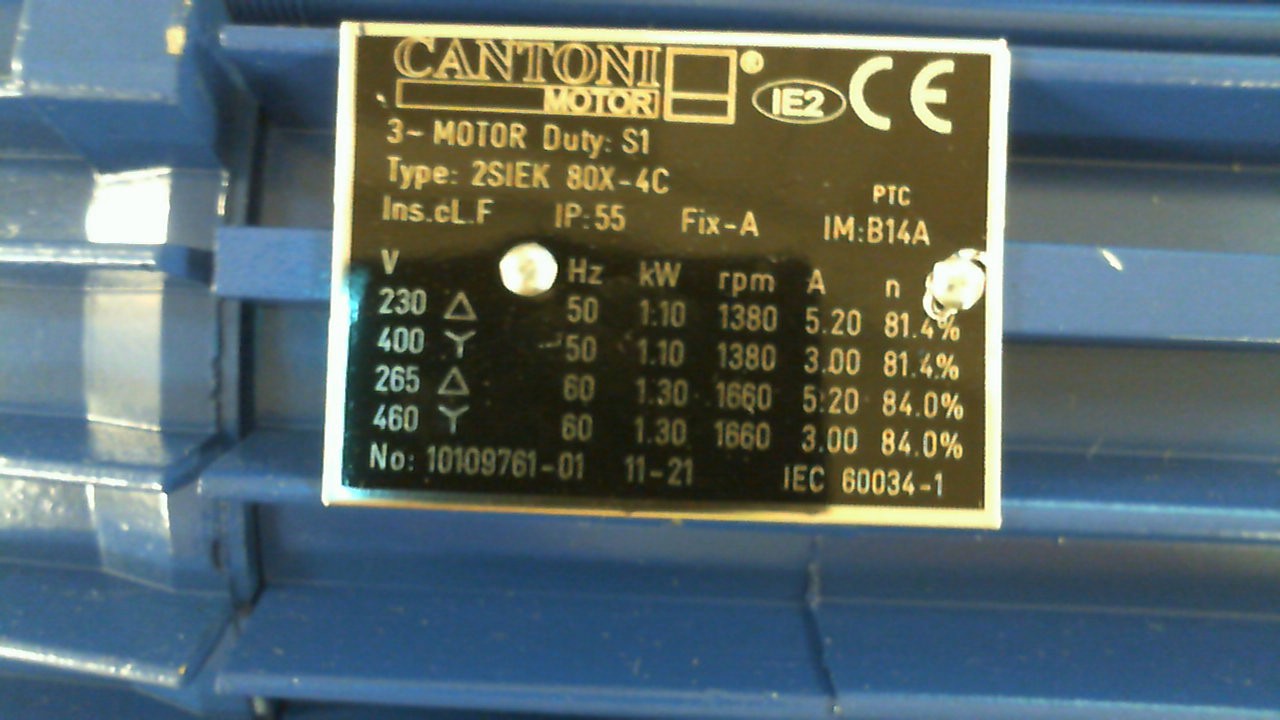 CANTONI ®
MOTOR IE2 CE
3~ MOTOR Duty: S1
Type: 2SIEK 80X-4C
PTC
Ins.cL.F IP:55 Fix-A IM:B14A
V Hz kW rpm A n
230 △ 50 1.10 1380 5.20 81.4%
400 Y 50 1.10 1380 3.00 81.4%
265 △ 60 1.30 1660 5.20 84.0%
460 Y 60 1.30 1660 3.00 84.0%
No: 10109761-01 11-21 IEC 60034-1